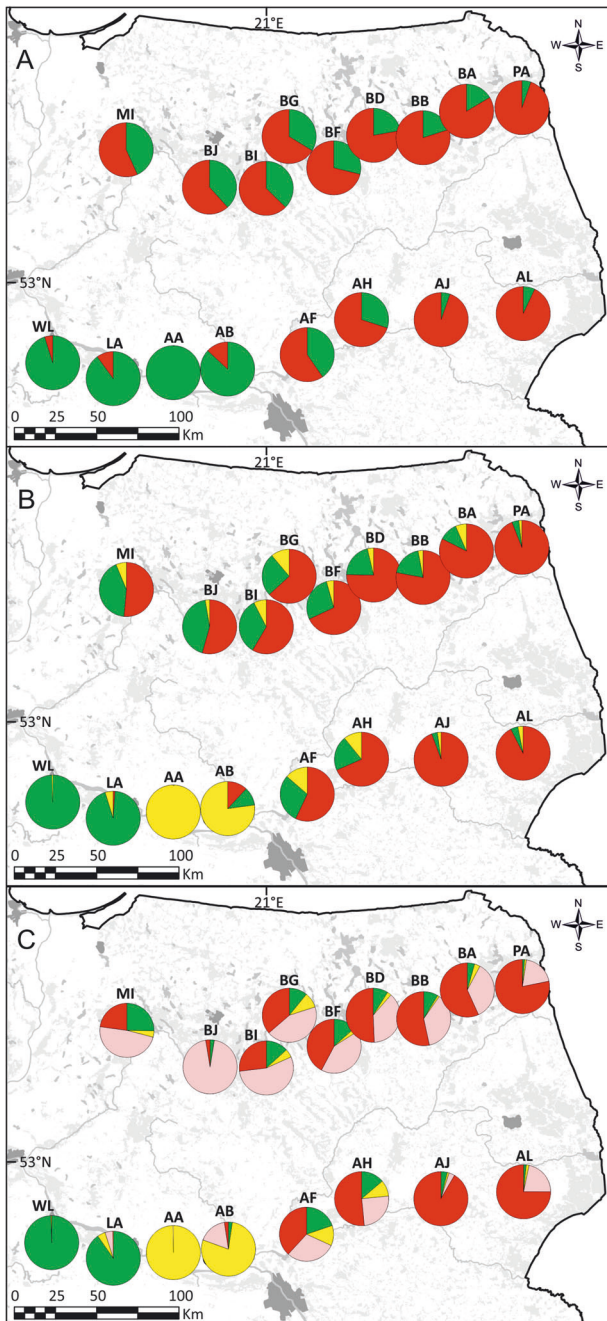 A
21°E
N
W E
S
MI
BJ
BI
BG
BF
BD
BB
BA
PA
53°N
WL
LA
AA
AB
AF
AH
AJ
AL
0 25 50 100
Km
B
21°E
N
W E
S
MI
BJ
BI
BG
BF
BD
BB
BA
PA
53°N
WL
LA
AA
AB
AF
AH
AJ
AL
0 25 50 100
Km
C
21°E
N
W E
S
MI
BJ
BI
BG
BF
BD
BB
BA
PA
53°N
WL
LA
AA
AB
AF
AH
AJ
AL
0 25 50 100
Km